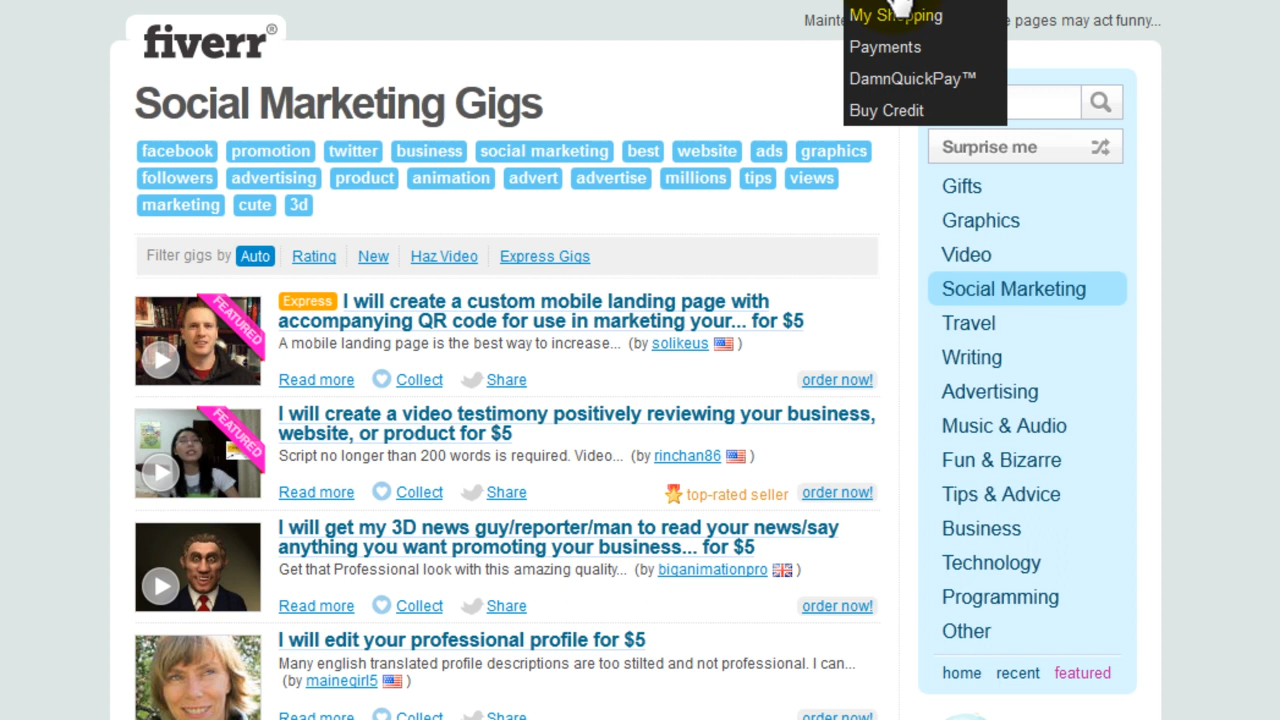 fiverr®
My Shopping
Payments
DamnQuickPay™
Buy Credit
Mainte
e pages may act funny...
Social Marketing Gigs
facebook promotion twitter business social marketing best website ads graphics
followers advertising product animation advert advertise millions tips views
marketing cute 3d
Filter gigs by Auto Rating New Haz Video Express Gigs
FEATURED
Express I will create a custom mobile landing page with
accompanying QR code for use in marketing your... for $5
A mobile landing page is the best way to increase... (by solikeus )
Read more Collect Share order now!
FEATURED
I will create a video testimony positively reviewing your business,
website, or product for $5
Script no longer than 200 words is required. Video... (by rinchan86 )
Read more Collect Share top-rated seller order now!
I will get my 3D news guy/reporter/man to read your news/say
anything you want promoting your business... for $5
Get that Professional look with this amazing quality... (by biganimationpro )
Read more Collect Share order now!
I will edit your professional profile for $5
Many english translated profile descriptions are too stilted and not professional. I can...
(by mainegirl5 )
Read more Collect Share order now!
Surprise me
Gifts
Graphics
Video
Social Marketing
Travel
Writing
Advertising
Music & Audio
Fun & Bizarre
Tips & Advice
Business
Technology
Programming
Other
home recent featured